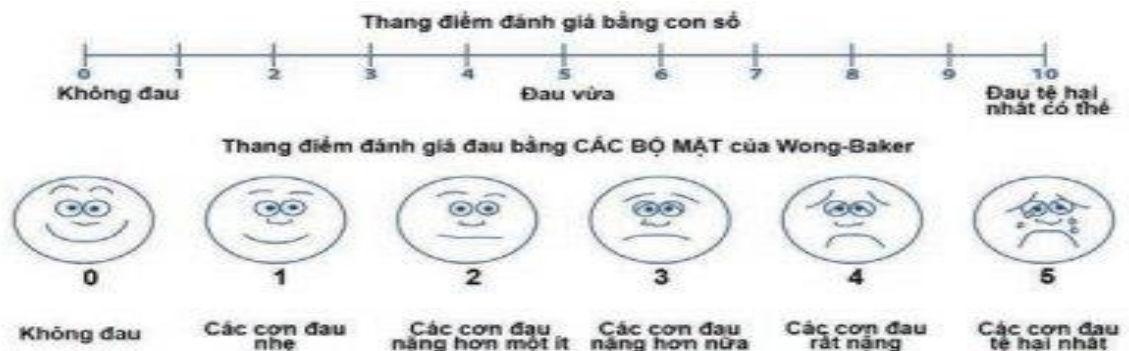 Thang điểm đánh giá bằng con số
0 1 2 3 4 5 6 7 8 9 10
Không đau Đau vừa Đau tệ hại
nhất có thể
Thang điểm đánh giá đau bằng CÁC BỘ MẶT của Wong-Baker
0 1 2 3 4 5
Không đau Các cơn đau Các cơn đau Các cơn đau Các cơn đau Các cơn đau
nhẹ nặng hơn một ít nặng hơn nữa rất nặng tệ hại nhất